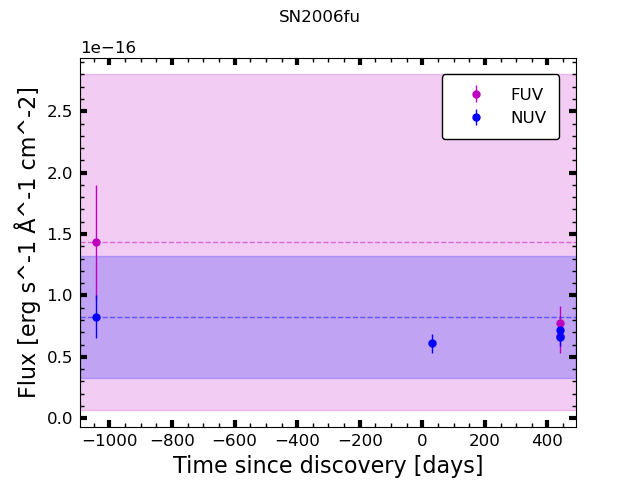 SN2006fu
1e−16
FUV
NUV
2.5
2.0
1.5
1.0
0.5
0.0
Flux [erg s^-1 Å^-1 cm^-2]
−1000 −800 −600 −400 −200 0 200 400
Time since discovery [days]